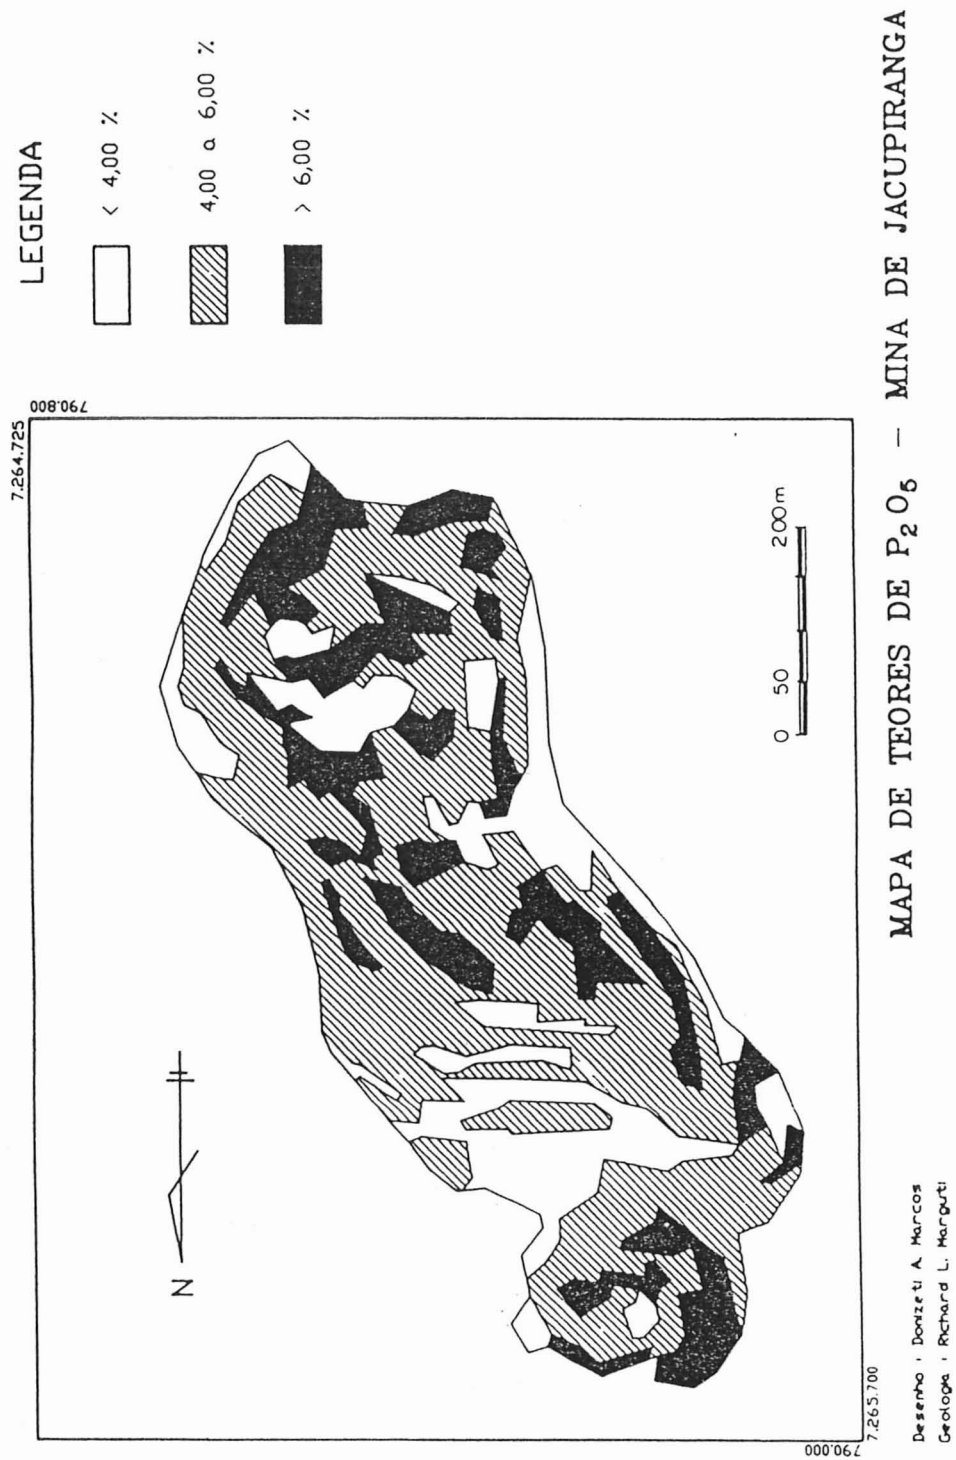 LEGENDA
< 4,00 %
4,00 a 6,00 %
> 6,00 %
7.264.725
790.800
N
0 50 200m
7.265.700
790.000
MAPA DE TEORES DE P₂O₅ — MINA DE JACUPIRANGA
Desenho : Donizeti A. Marcos
Geologia : Richard L. Marguti